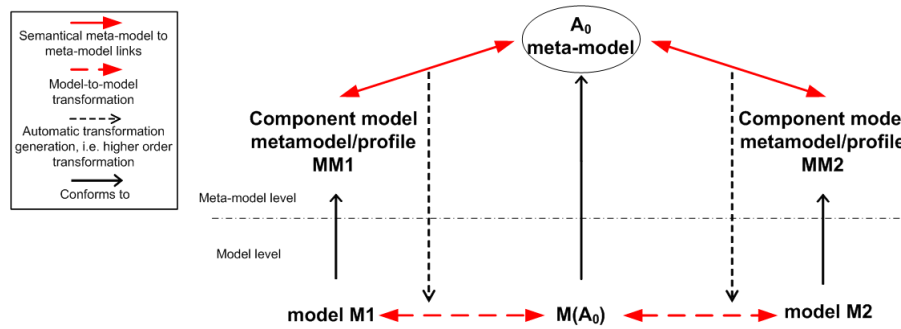 Semantical meta-model to
meta-model links
Model-to-model
transformation
Automatic transformation
generation, i.e. higher order
transformation
Conforms to
A0
meta-model
Component model
metamodel/profile
MM1
Component model
metamodel/profile
MM2
Meta-model level
Model level
model M1
M(A0)
model M2